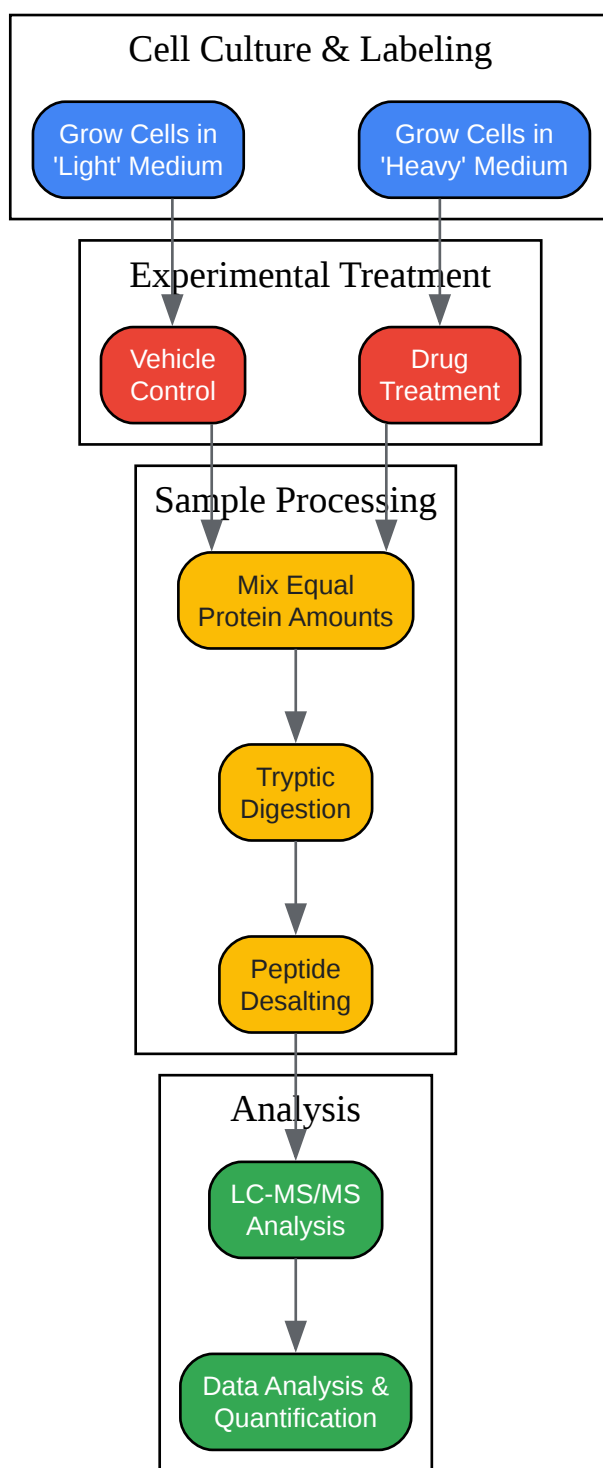 Cell Culture & Labeling
Grow Cells in
'Light' Medium
Grow Cells in
'Heavy' Medium
Experimental Treatment
Vehicle
Control
Drug
Treatment
Sample Processing
Mix Equal
Protein Amounts
Tryptic
Digestion
Peptide
Desalting
Analysis
LC-MS/MS
Analysis
Data Analysis &
Quantification